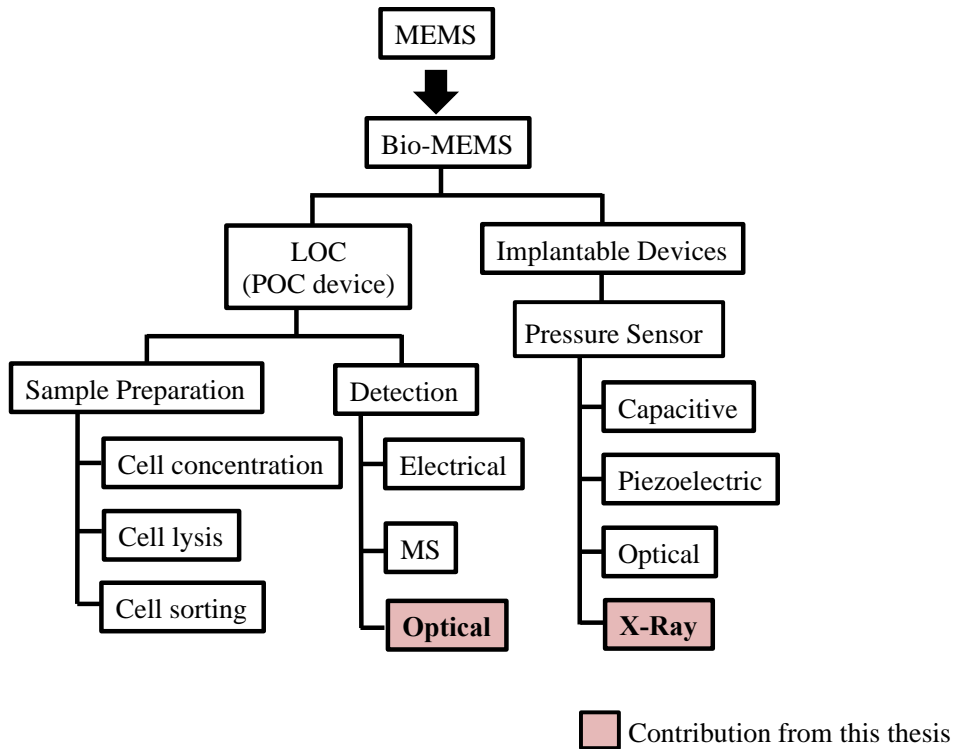 MEMS
Bio-MEMS
LOC
(POC device)
Implantable Devices
Pressure Sensor
Sample Preparation
Detection
Capacitive
Cell concentration
Electrical
Piezoelectric
Cell lysis
MS
Optical
Cell sorting
Optical
X-Ray
Contribution from this thesis